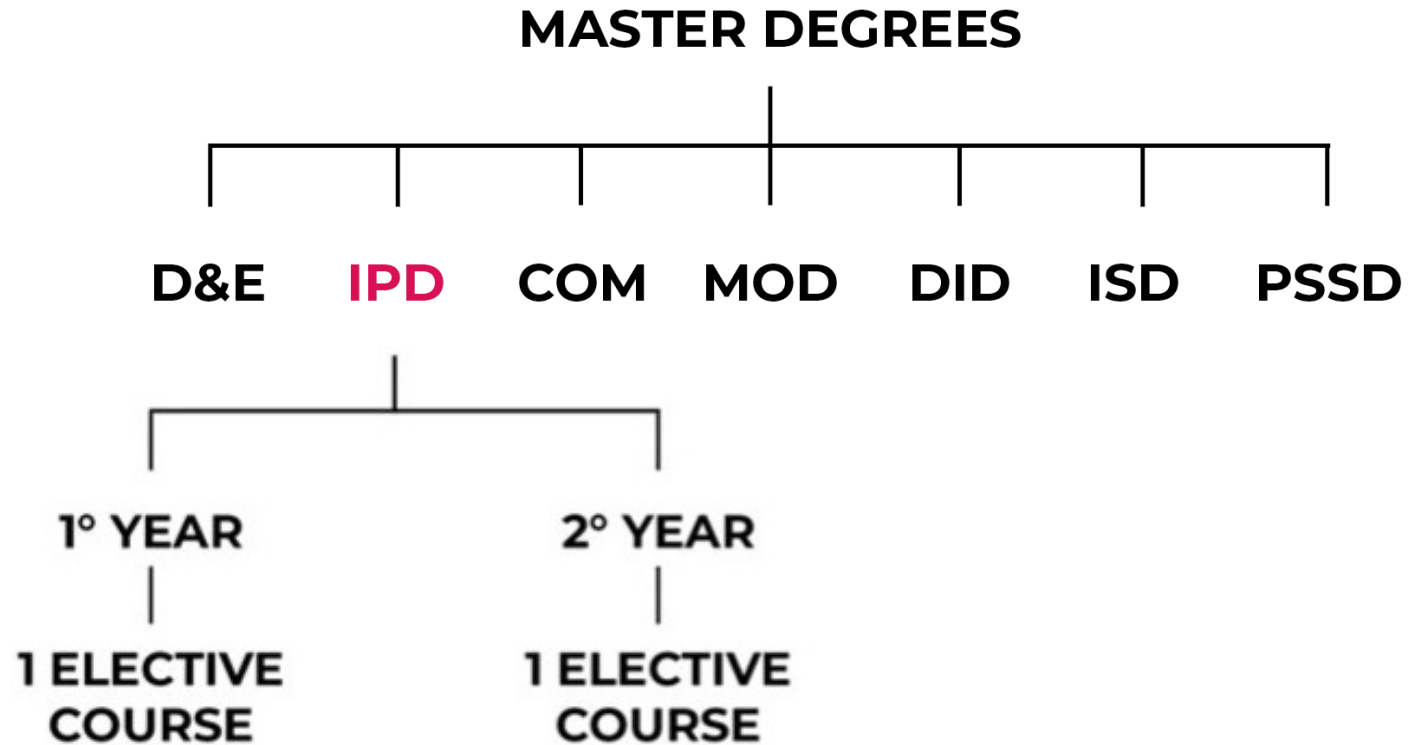 MASTER DEGREES
D&E IPD COM MOD DID ISD PSSD
1° YEAR 2° YEAR
1 ELECTIVE COURSE 1 ELECTIVE COURSE